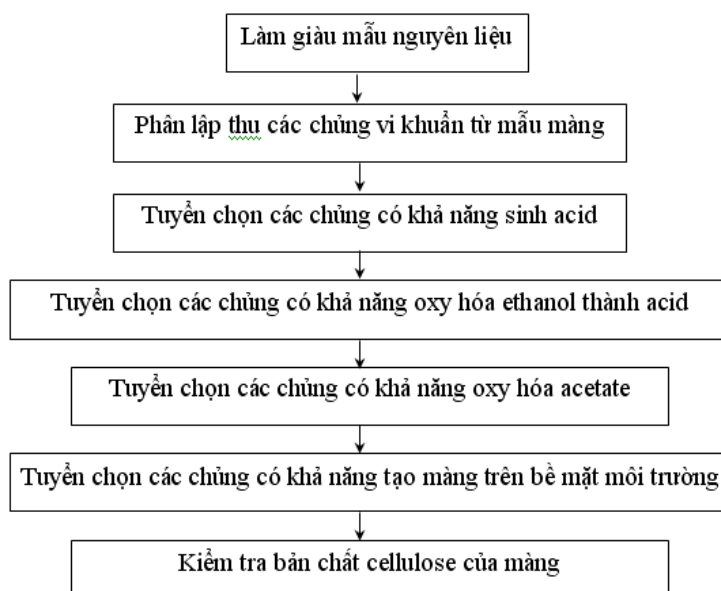 Làm giàu mẫu nguyên liệu
Phân lập thu các chủng vi khuẩn từ mẫu màng
Tuyển chọn các chủng có khả năng sinh acid
Tuyển chọn các chủng có khả năng oxy hóa ethanol thành acid
Tuyển chọn các chủng có khả năng oxy hóa acetate
Tuyển chọn các chủng có khả năng tạo màng trên bề mặt môi trường
Kiểm tra bản chất cellulose của màng